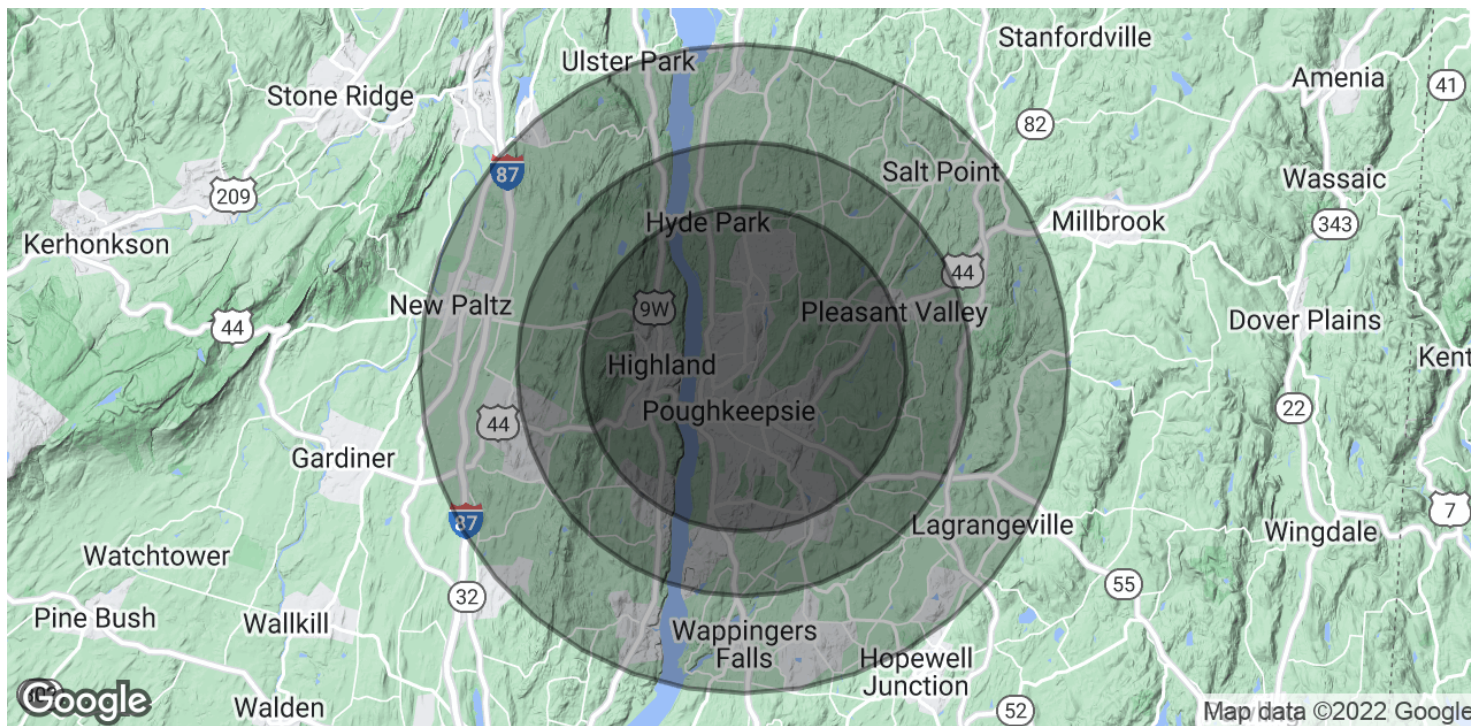 Stanfordville
Ulster Park
Amenia
41
Stone Ridge
82
87
Salt Point
Wassaic
209
Hyde Park
Millbrook
343
Kerhonkson
44
9W
New Paltz
Pleasant Valley
44
Dover Plains
Highland
Kent
Poughkeepsie
22
44
Gardiner
87
Lagrangeville
7
Wingdale
Watchtower
55
32
Pine Bush
Wallkill
Wappingers
Falls
Hopewell
Junction
Google
Walden
52
Map data ©2022 Google